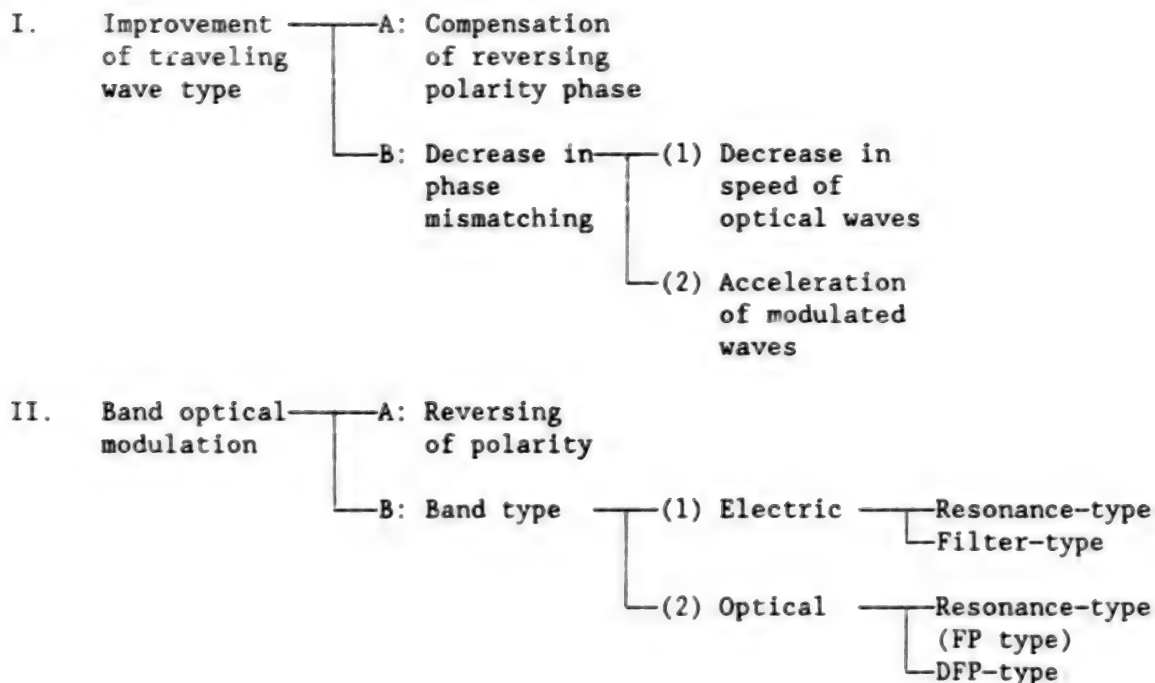 I. Improvement A: Compensation
of traveling of reversing
wave type polarity phase
B: Decrease in (1) Decrease in
phase speed of
mismatching optical waves
(2) Acceleration
of modulated
waves
II. Band optical A: Reversing
modulation of polarity
B: Band type (1) Electric Resonance-type
Filter-type
(2) Optical Resonance-type
(FP type)
DFP-type